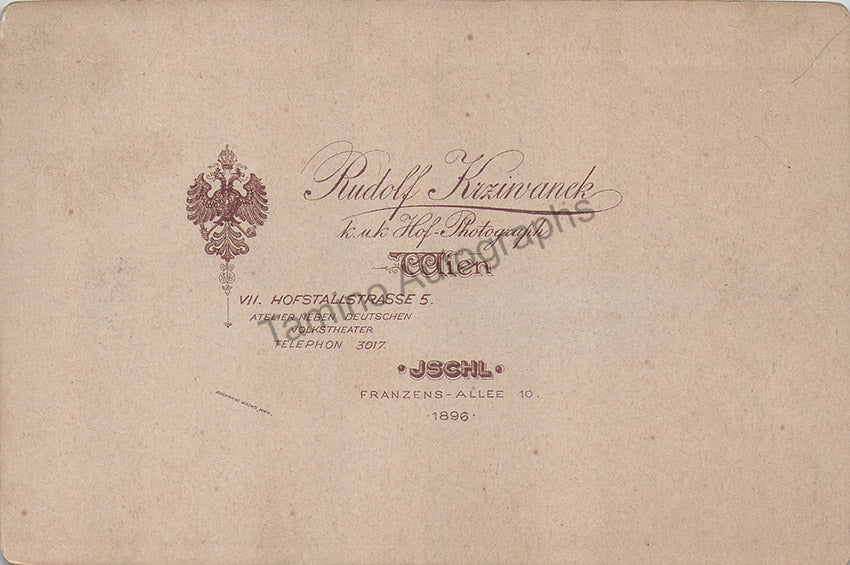 Rudolf Krziwanek
k. u. k Hof-Photograph
Wien
VII. HOFSTALLSTRASSE 5.
ATELIER NEBEN DEUTSCHEN
VOLKSTHEATER
TELEPHON 3017.
• JSCHL •
FRANZENS-ALLEE 10.
·1896·
Tamino Autographs